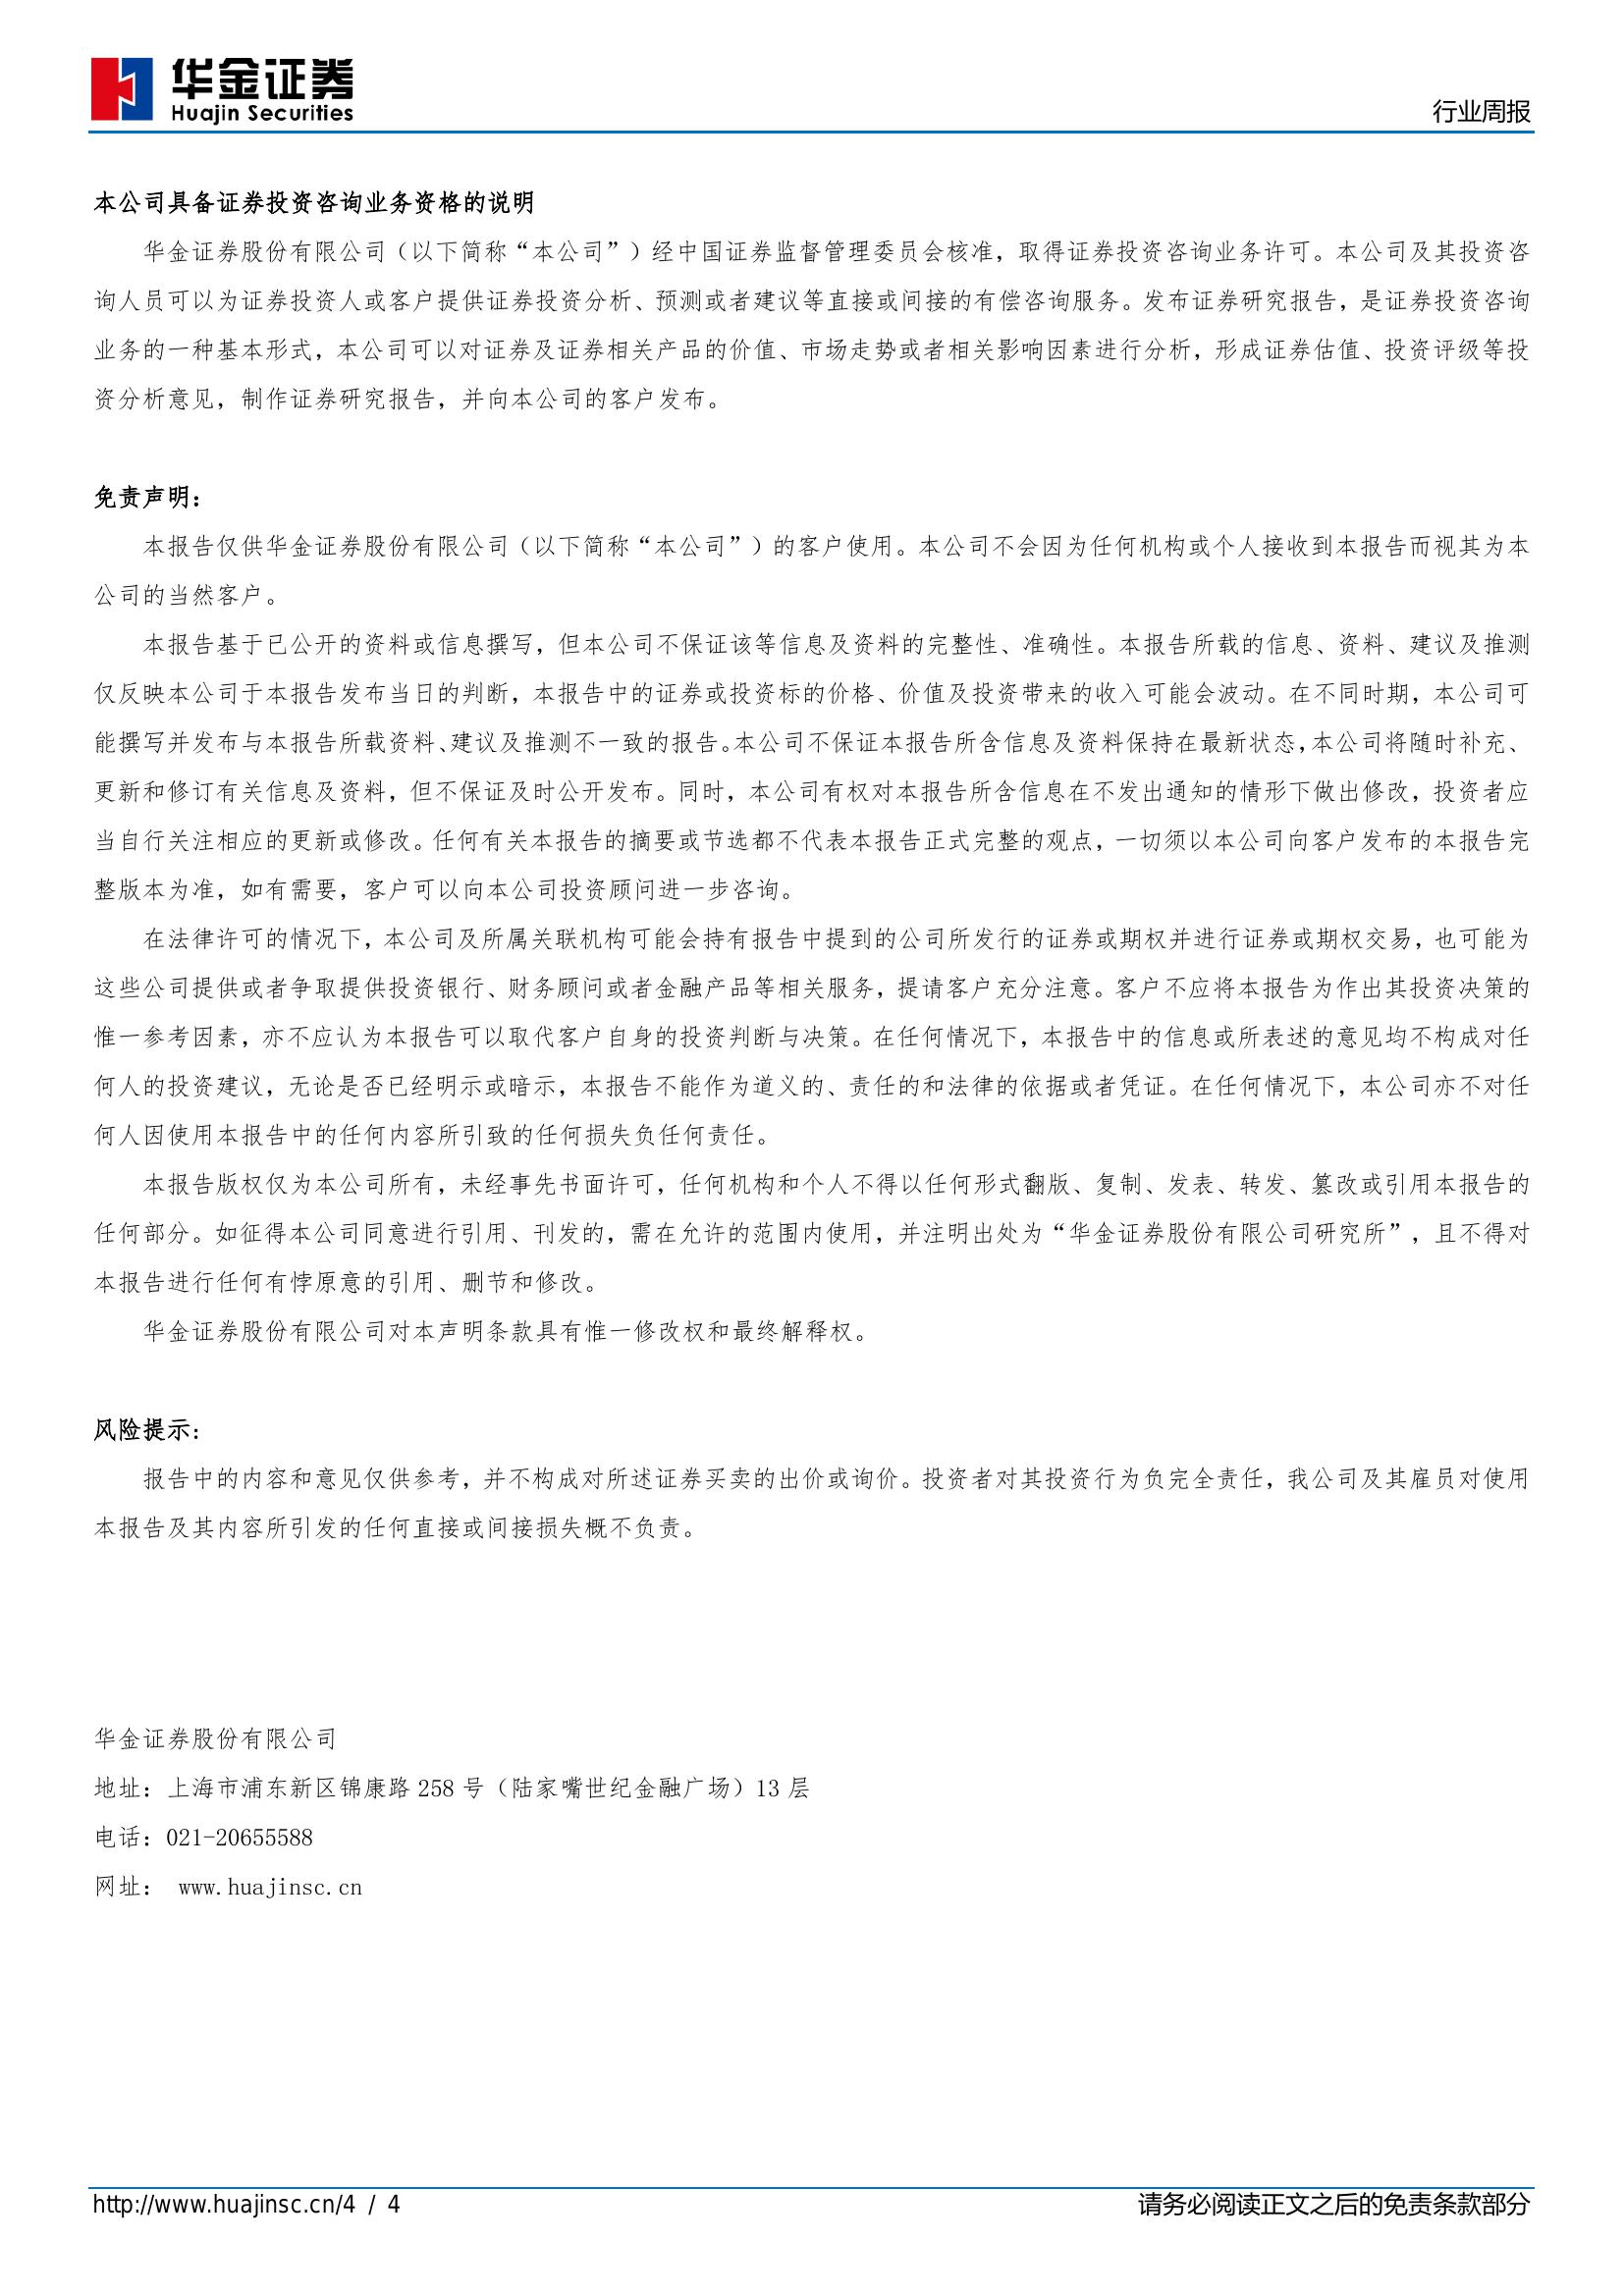 华金证券
Huajin Securities
行业周报
本公司具备证券投资咨询业务资格的说明
华金证券股份有限公司（以下简称“本公司”）经中国证券监督管理委员会核准，取得证券投资咨询业务许可。本公司及其投资咨
询人员可以为证券投资人或客户提供证券投资分析、预测或者建议等直接或间接的有偿咨询服务。发布证券研究报告，是证券投资咨询
业务的一种基本形式，本公司可以对证券及证券相关产品的价值、市场走势或者相关影响因素进行分析，形成证券估值、投资评级等投
资分析意见，制作证券研究报告，并向本公司的客户发布。
免责声明：
本报告仅供华金证券股份有限公司（以下简称“本公司”）的客户使用。本公司不会因为任何机构或个人接收到本报告而视其为本
公司的当然客户。
本报告基于已公开的资料或信息撰写，但本公司不保证该等信息及资料的完整性、准确性。本报告所载的信息、资料、建议及推测
仅反映本公司于本报告发布当日的判断，本报告中的证券或投资标的价格、价值及投资带来的收入可能会波动。在不同时期，本公司可
能撰写并发布与本报告所载资料、建议及推测不一致的报告。本公司不保证本报告所含信息及资料保持在最新状态，本公司将随时补充、
更新和修订有关信息及资料，但不保证及时公开发布。同时，本公司有权对本报告所含信息在不发出通知的情形下做出修改，投资者应
当自行关注相应的更新或修改。任何有关本报告的摘要或节选都不代表本报告正式完整的观点，一切须以本公司向客户发布的本报告完
整版本为准，如有需要，客户可以向本公司投资顾问进一步咨询。
在法律许可的情况下，本公司及所属关联机构可能会持有报告中提到的公司所发行的证券或期权并进行证券或期权交易，也可能为
这些公司提供或者争取提供投资银行、财务顾问或者金融产品等相关服务，提请客户充分注意。客户不应将本报告为作出其投资决策的
惟一参考因素，亦不应认为本报告可以取代客户自身的投资判断与决策。在任何情况下，本报告中的信息或所表述的意见均不构成对任
何人的投资建议，无论是否已经明示或暗示，本报告不能作为道义的、责任的和法律的依据或者凭证。在任何情况下，本公司亦不对任
何人因使用本报告中的任何内容所引致的任何损失负任何责任。
本报告版权仅为本公司所有，未经事先书面许可，任何机构和个人不得以任何形式翻版、复制、发表、转发、篡改或引用本报告的
任何部分。如征得本公司同意进行引用、刊发的，需在允许的范围内使用，并注明出处为“华金证券股份有限公司研究所”，且不得对
本报告进行任何有悖原意的引用、删节和修改。
华金证券股份有限公司对本声明条款具有惟一修改权和最终解释权。
风险提示：
报告中的内容和意见仅供参考，并不构成对所述证券买卖的出价或询价。投资者对其投资行为负完全责任，我公司及其雇员对使用
本报告及其内容所引发的任何直接或间接损失概不负责。
华金证券股份有限公司
地址：上海市浦东新区锦康路 258 号（陆家嘴世纪金融广场）13 层
电话：021-20655588
网址： www.huajinsc.cn
http://www.huajinsc.cn/4 / 4
请务必阅读正文之后的免责条款部分